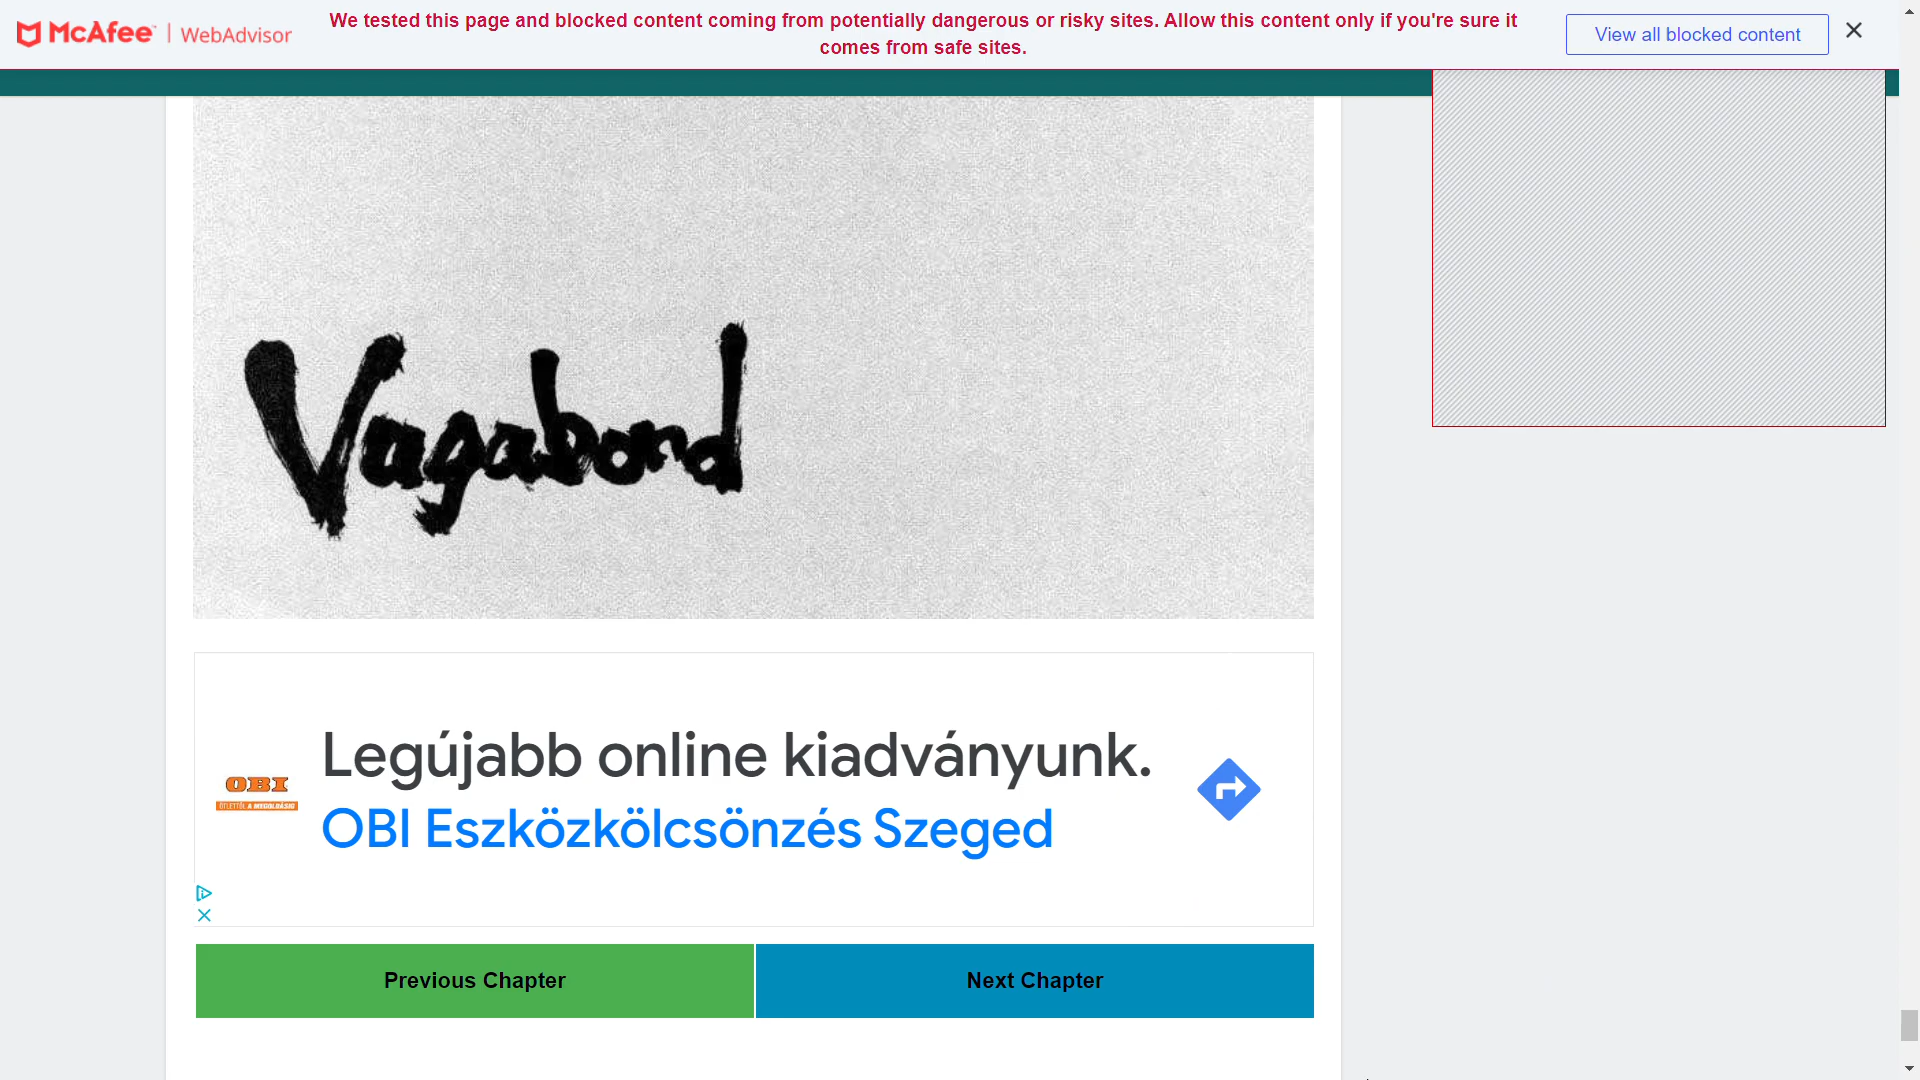 McAfee | WebAdvisor
We tested this page and blocked content coming from potentially dangerous or risky sites. Allow this content only if you're sure it
comes from safe sites.
View all blocked content
Vagabond
Legújabb online kiadványunk.
OBI
ÖTLETTŐL A MEGOLDÁSIG
OBI Eszközkölcsönzés Szeged
Previous Chapter
Next Chapter